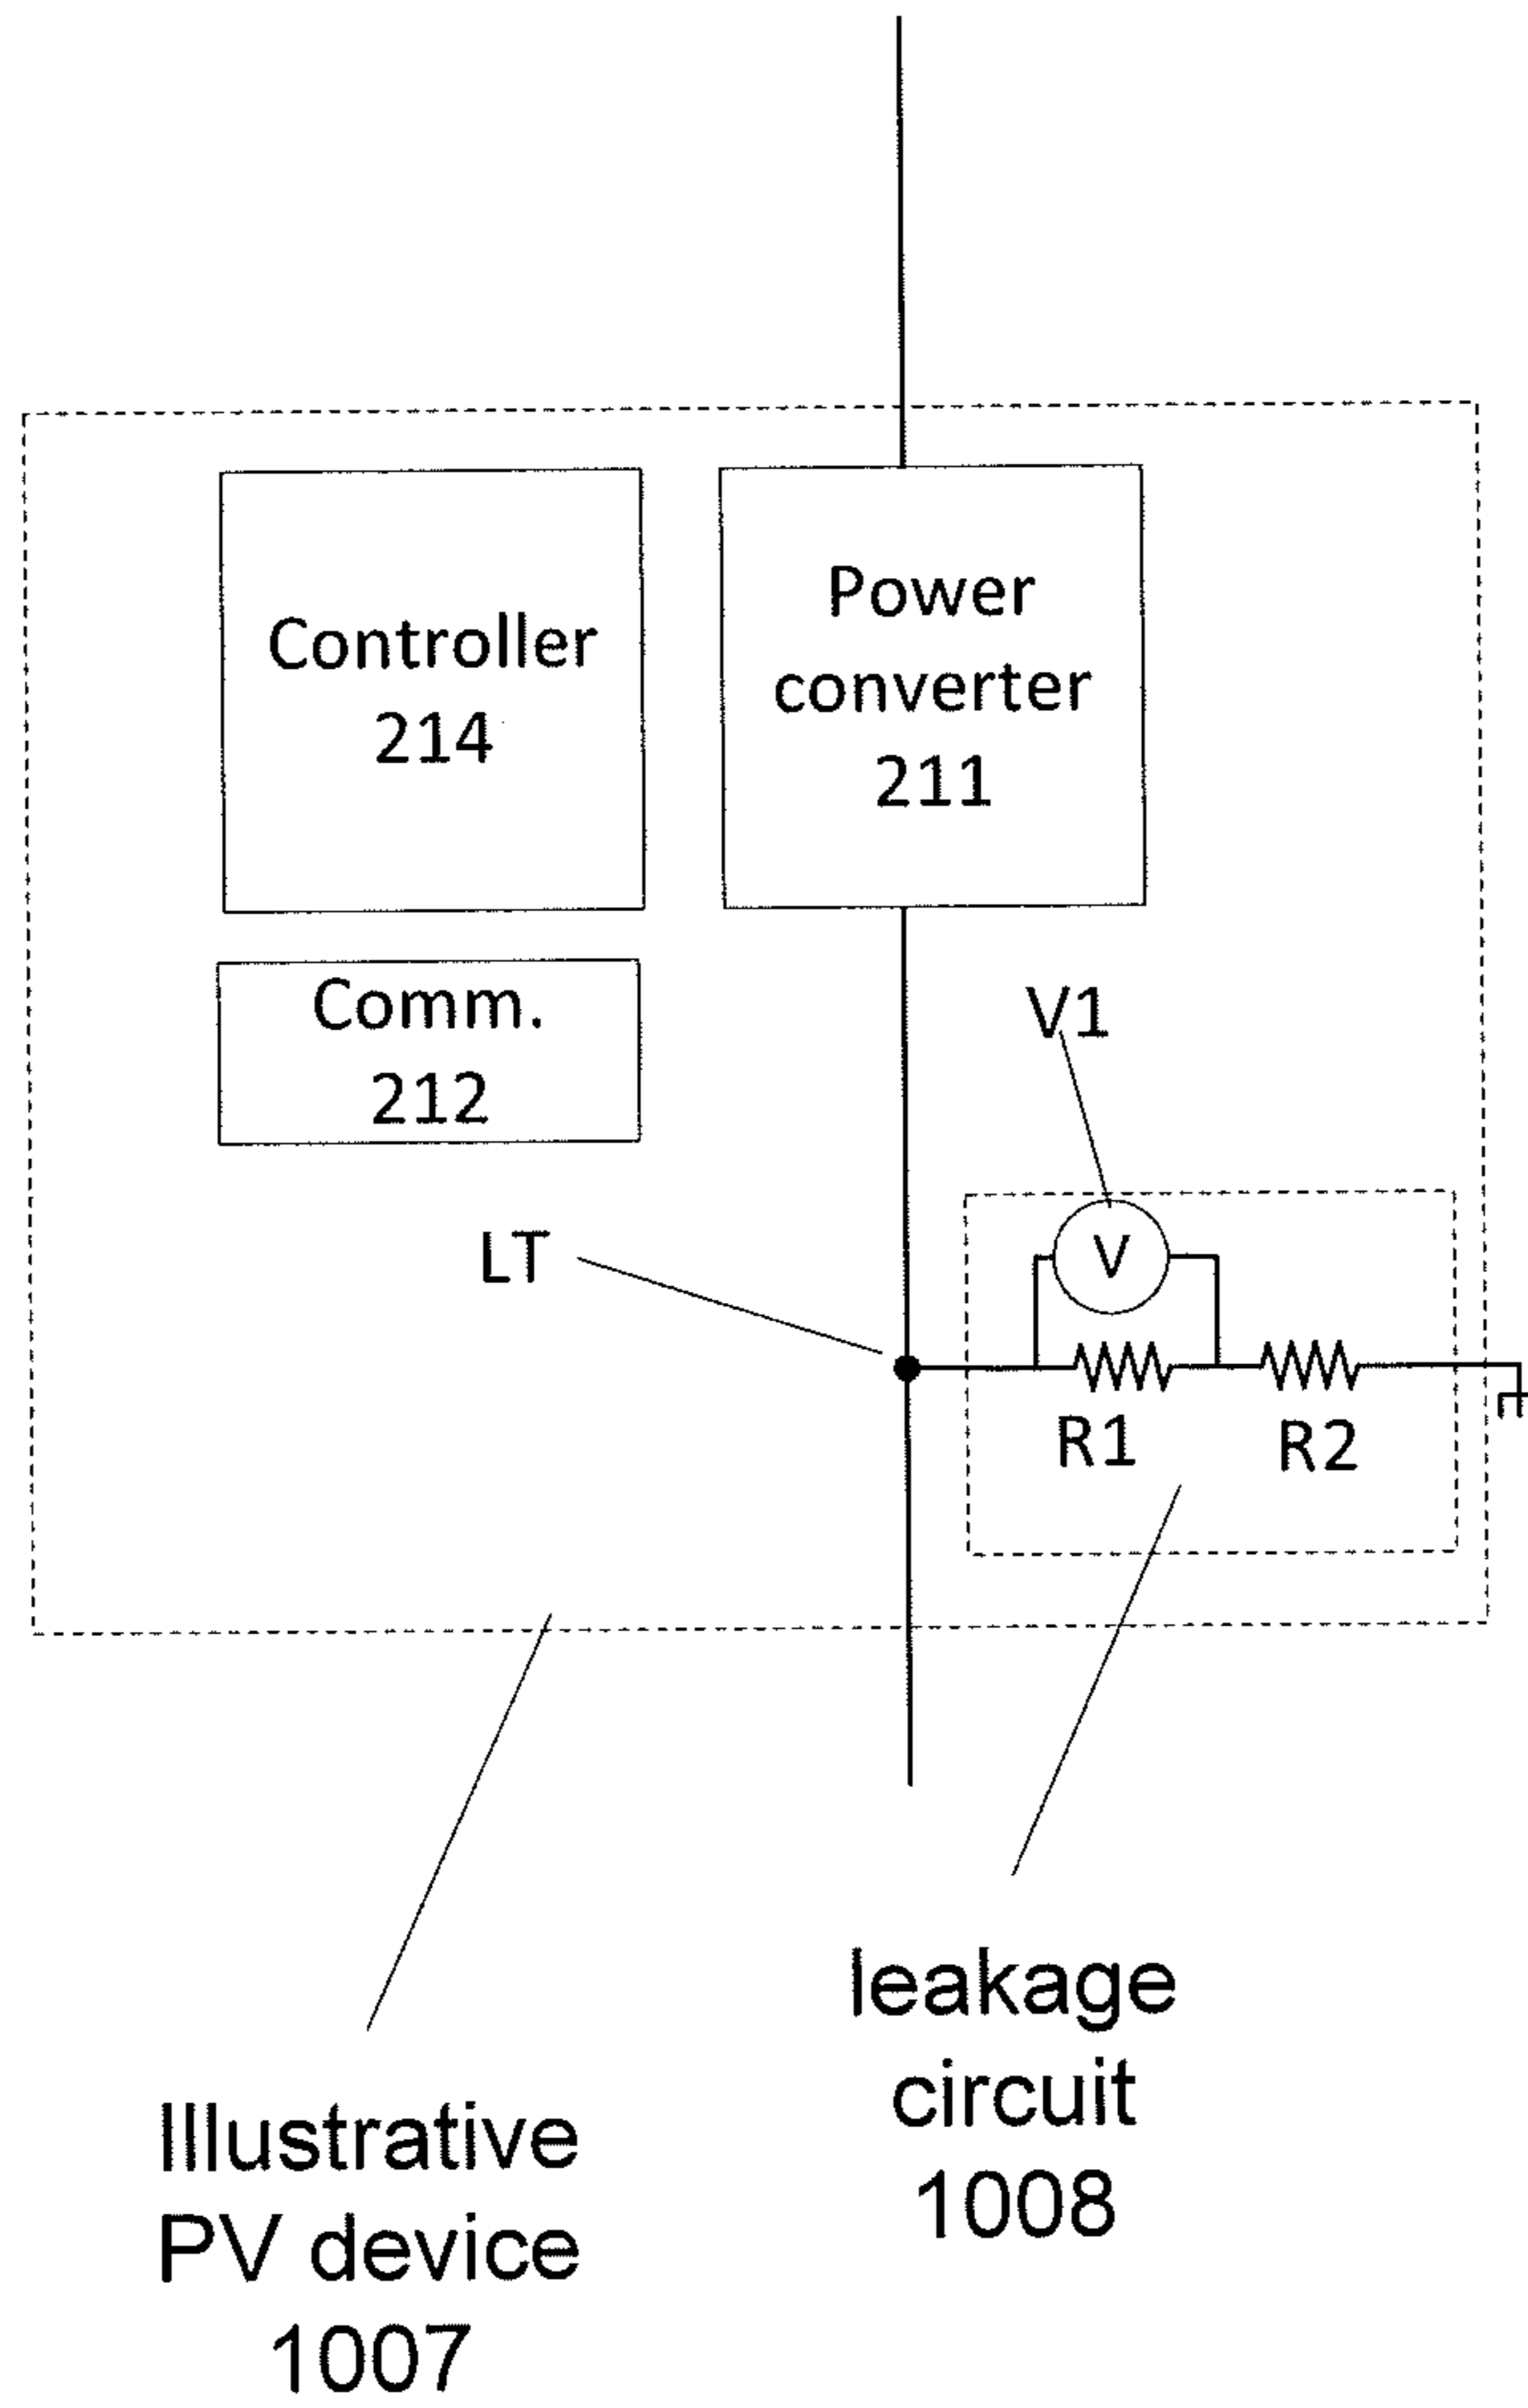 Controller
214
Power
converter
211
Comm.
212
V1
V
LT
R1
R2
leakage
circuit
1008
Illustrative
PV device
1007